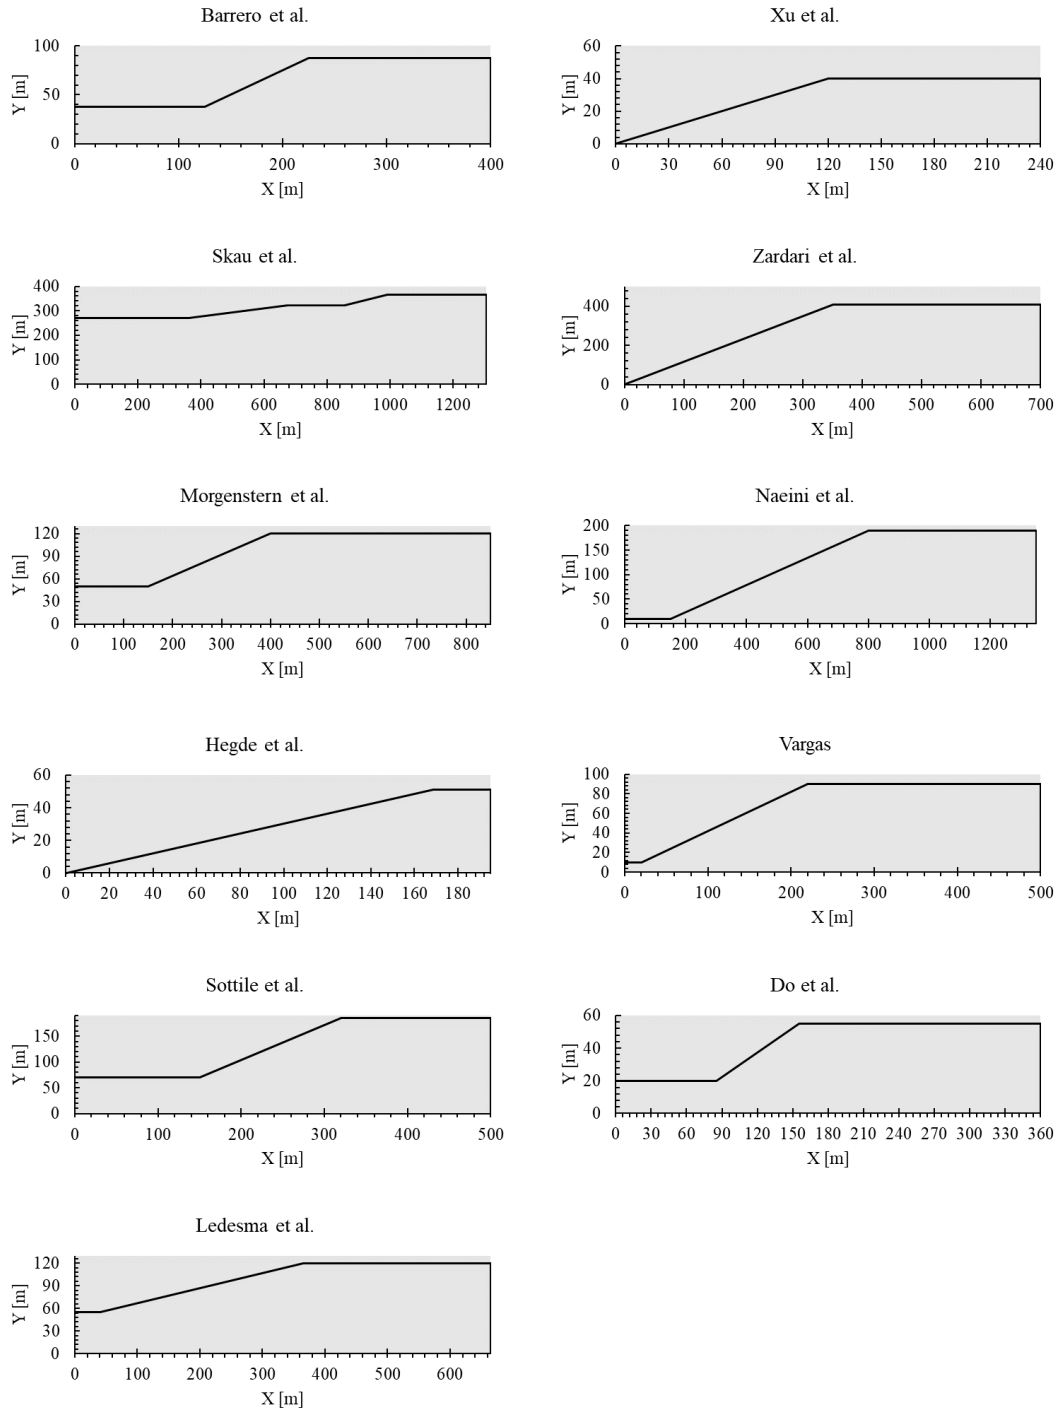 Barrero et al.
Y [m]
100
50
0
0 100 200 300 400
X [m]
Xu et al.
Y [m]
60
40
20
0
0 30 60 90 120 150 180 210 240
X [m]
Skau et al.
Y [m]
400
300
200
100
0
0 200 400 600 800 1000 1200
X [m]
Zardari et al.
Y [m]
400
200
0
0 100 200 300 400 500 600 700
X [m]
Morgenstern et al.
Y [m]
120
90
60
30
0
0 100 200 300 400 500 600 700 800
X [m]
Naeini et al.
Y [m]
200
150
100
50
0
0 200 400 600 800 1000 1200
X [m]
Hegde et al.
Y [m]
60
40
20
0
0 20 40 60 80 100 120 140 160 180
X [m]
Vargas
Y [m]
100
80
60
40
20
0
0 100 200 300 400 500
X [m]
Sottile et al.
Y [m]
150
100
50
0
0 100 200 300 400 500
X [m]
Do et al.
Y [m]
60
40
20
0
0 30 60 90 120 150 180 210 240 270 300 330 360
X [m]
Ledesma et al.
Y [m]
120
90
60
30
0
0 100 200 300 400 500 600
X [m]